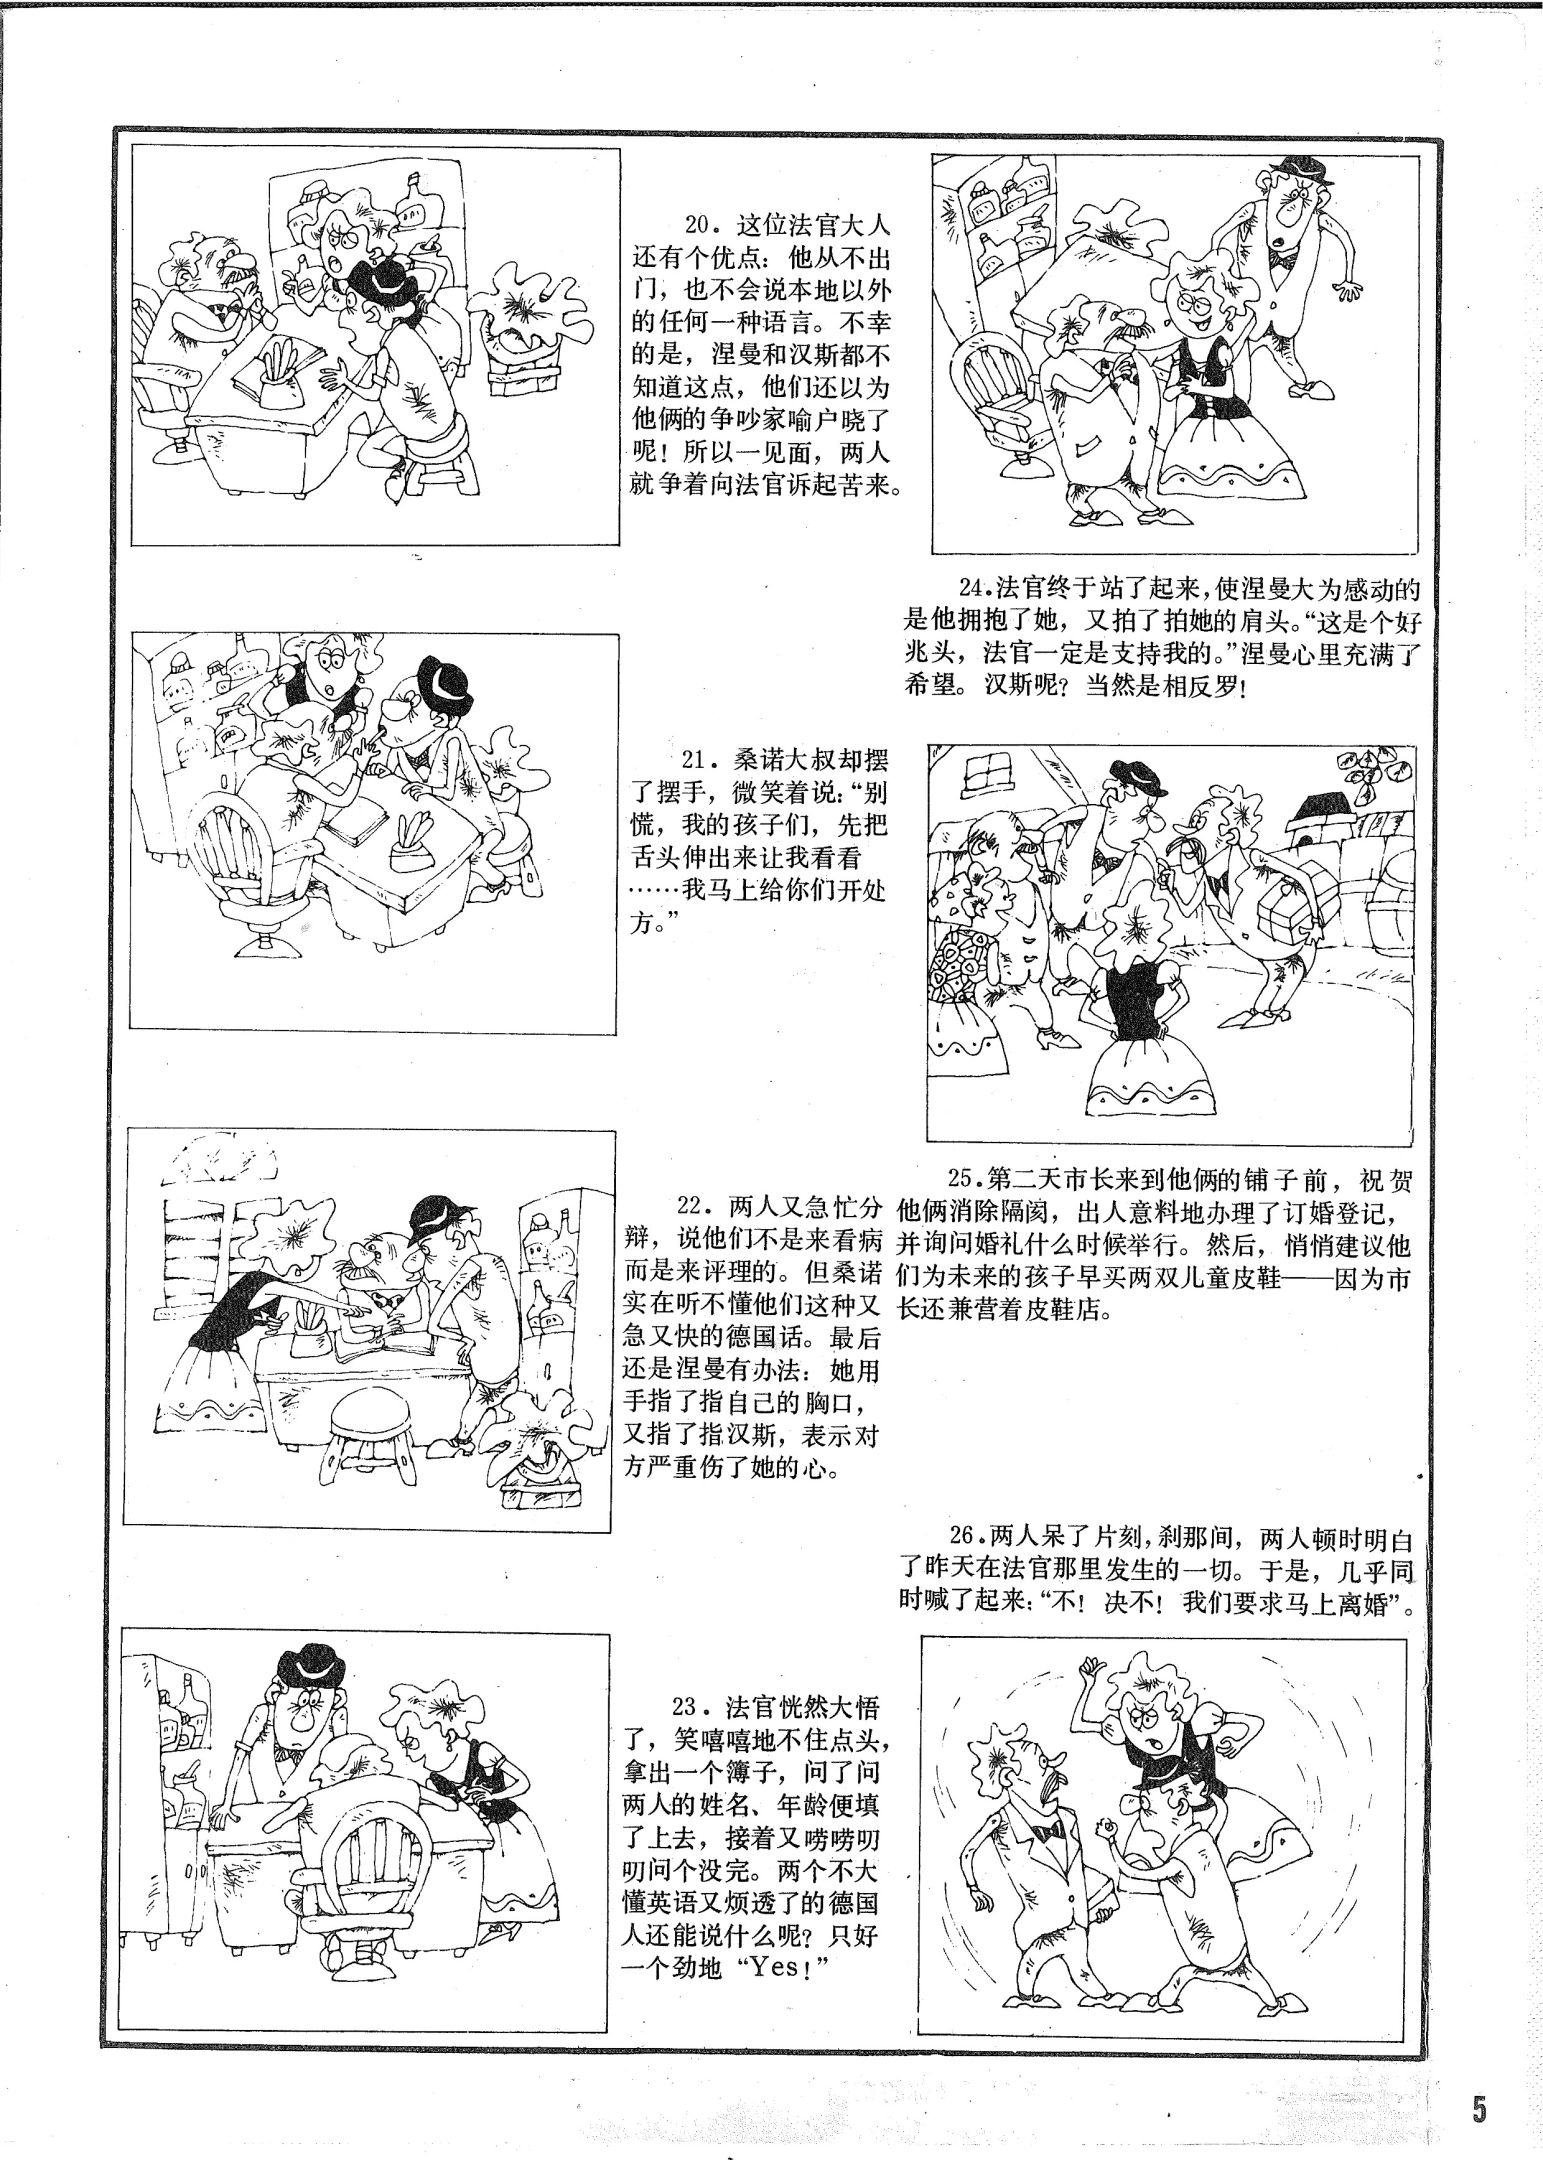 20. 这位法官大人
还有个优点：他从不出
门，也不会说本地以外
的任何一种语言。不幸
的是，涅曼和汉斯都不
知道这点，他们还以为
他俩的争吵家喻户晓了
呢！所以一见面，两人
就争着向法官诉起苦来。
21. 桑诺大叔却摆
了摆手，微笑着说：“别
慌，我的孩子们，先把
舌头伸出来让我看看
……我马上给你们开处
方。”
22. 两人又急忙分
辩，说他们不是来看病
而是来评理的。但桑诺
实在听不懂他们这种又
急又快的德国话。最后
还是涅曼有办法：她用
手指了指自己的胸口，
又指了指汉斯，表示对
方严重伤了她的心。
23. 法官恍然大悟
了，笑嘻嘻地不住点头，
拿出一个簿子，问了问
两人的姓名、年龄便填
了上去，接着又唠唠叨
叨问个没完。两个不大
懂英语又烦透了的德国
人还能说什么呢？只好
一个劲地“Yes！”
24.法官终于站了起来，使涅曼大为感动的
是他拥抱了她，又拍了拍她的肩头。“这是个好
兆头，法官一定是支持我的。”涅曼心里充满了
希望。汉斯呢？当然是相反罗！
25.第二天市长来到他俩的铺子前，祝贺
他俩消除隔阂，出人意料地办理了订婚登记，
并询问婚礼什么时候举行。然后，悄悄建议他
们为未来的孩子早买两双儿童皮鞋——因为市
长还兼营着皮鞋店。
26.两人呆了片刻，刹那间，两人顿时明白
了昨天在法官那里发生的一切。于是，几乎同
时喊了起来：“不！决不！我们要求马上离婚”。
5